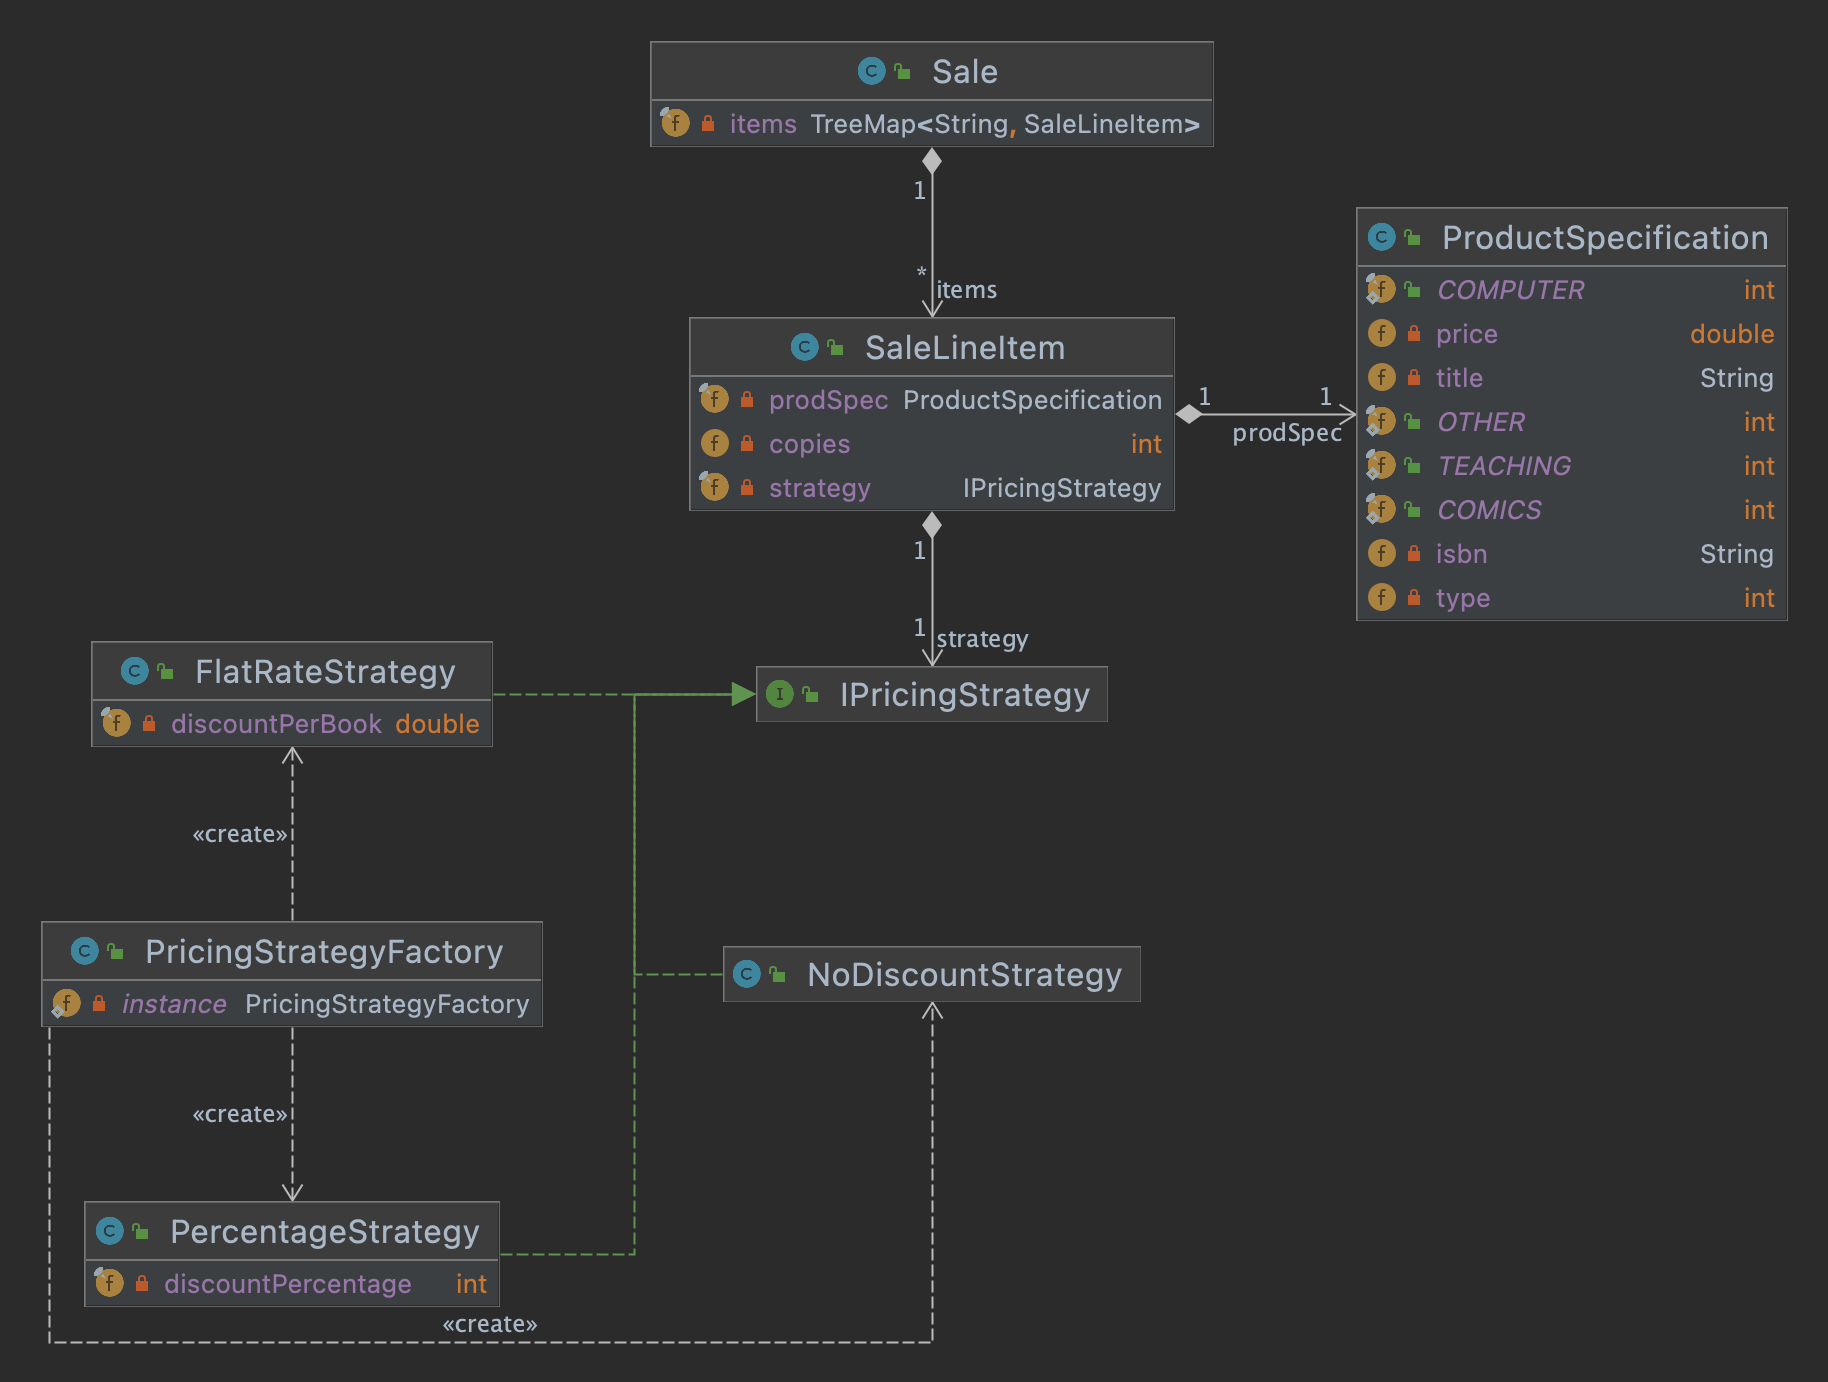 Sale
items TreeMap<String, SaleLineItem>
1
*
items
SaleLineItem
prodSpec ProductSpecification
copies int
strategy IPricingStrategy
1 1
prodSpec
ProductSpecification
COMPUTER int
price double
title String
OTHER int
TEACHING int
COMICS int
isbn String
type int
1
1
strategy
IPricingStrategy
FlatRateStrategy
discountPerBook double
«create»
PricingStrategyFactory
instance PricingStrategyFactory
NoDiscountStrategy
«create»
PercentageStrategy
discountPercentage int
«create»